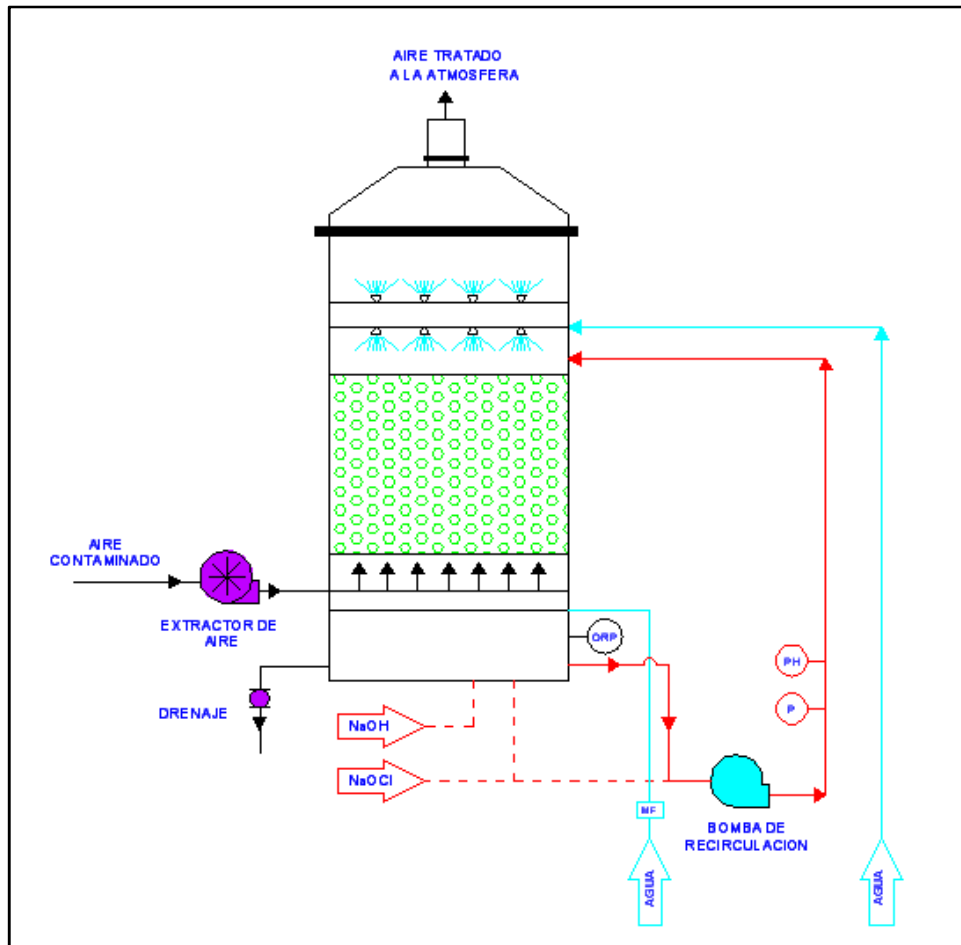 AIRE TRATADO
A LA ATMOSFERA
AIRE
CONTAMINADO
EXTRACTOR DE
AIRE
ORP
PH
DRENAJE
P
NaOH
NaOCl
MF
BOMBA DE
RECIRCULACION
AGUA
AGUA